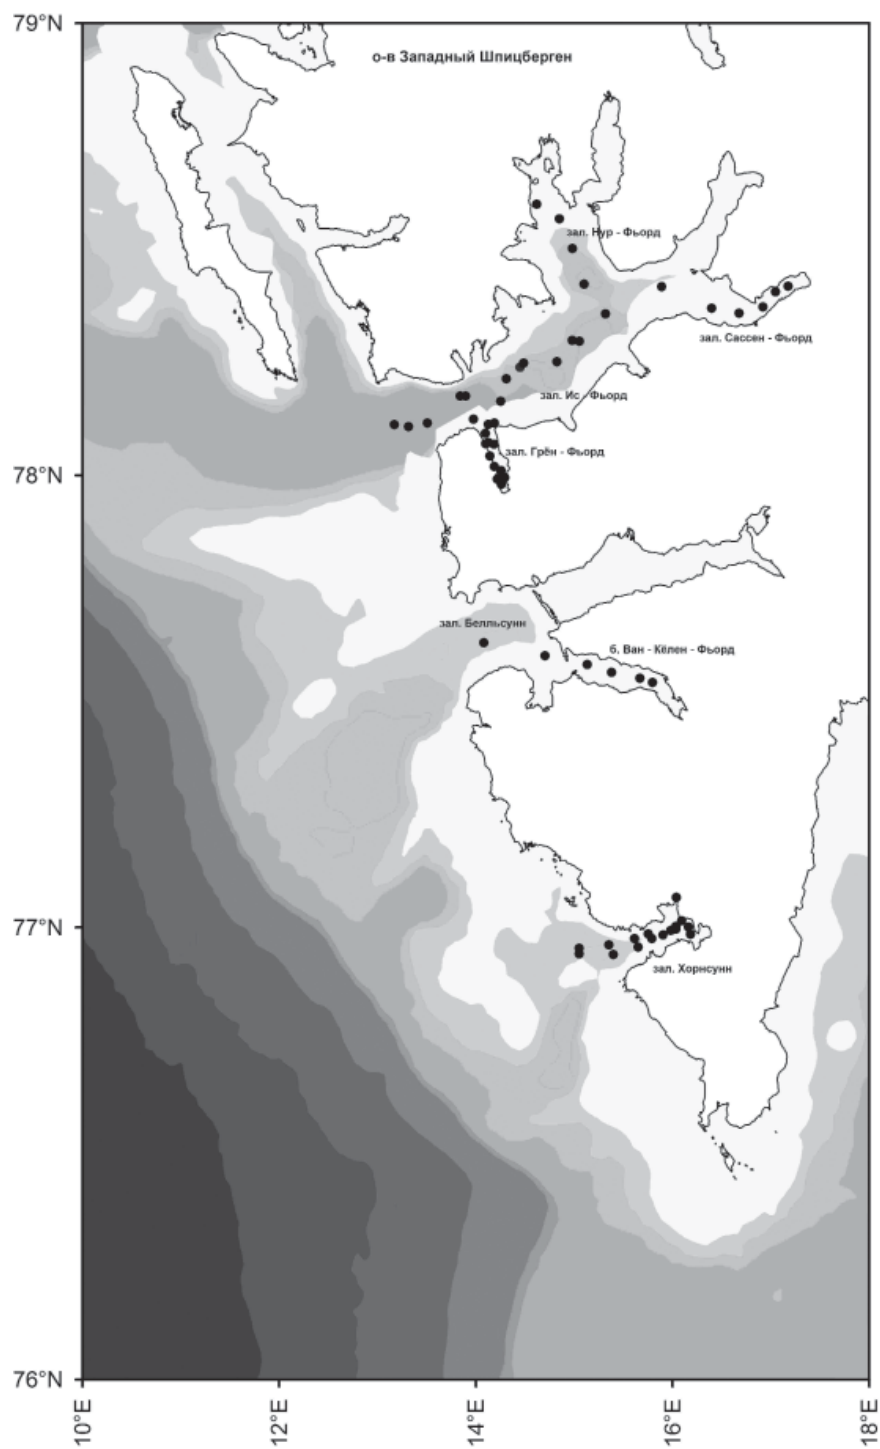 79°N
о-в Западный Шпицберген
зал. Нур - Фьорд
зал. Сассен - Фьорд
зал. Ис - Фьорд
зал. Грён - Фьорд
78°N
зал. Белльсунн
б. Ван - Кёлен - Фьорд
77°N
зал. Хорнсунн
76°N
10°E
12°E
14°E
16°E
18°E